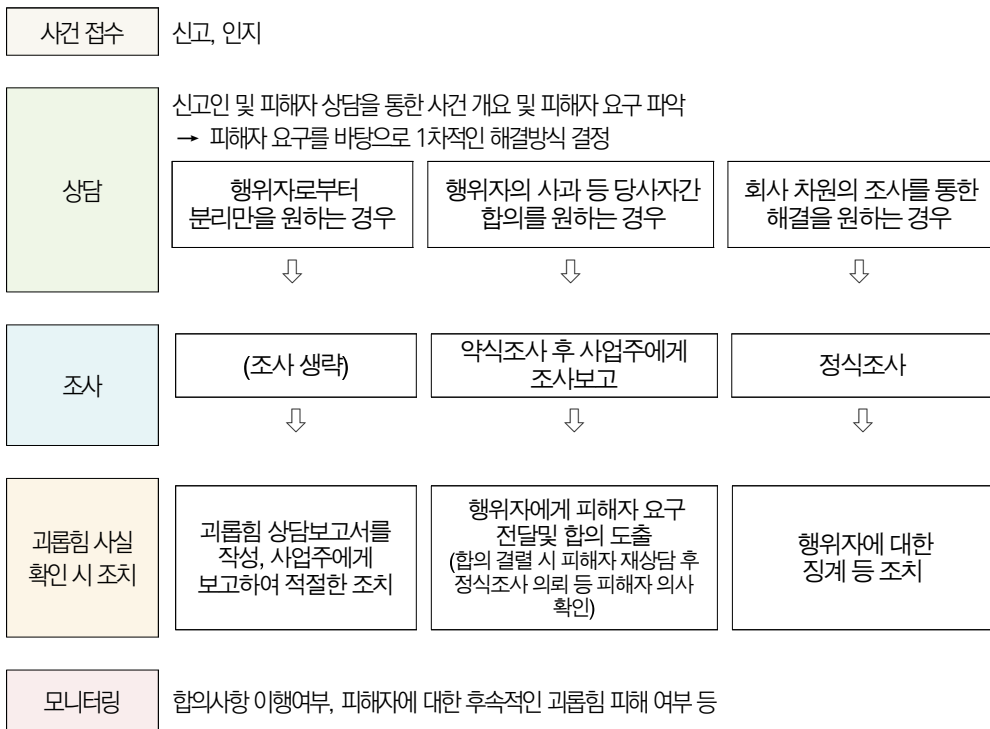 사건 접수
신고, 인지
상담
신고인 및 피해자 상담을 통한 사건 개요 및 피해자 요구 파악
→ 피해자 요구를 바탕으로 1차적인 해결방식 결정
행위자로부터
분리만을 원하는 경우
행위자의 사과 등 당사자간
합의를 원하는 경우
회사 차원의 조사를 통한
해결을 원하는 경우
⇩ ⇩ ⇩
조사
(조사 생략)
약식조사 후 사업주에게
조사보고
정식조사
⇩ ⇩ ⇩
괴롭힘 사실
확인 시 조치
괴롭힘 상담보고서를
작성, 사업주에게
보고하여 적절한 조치
행위자에게 피해자 요구
전달및 합의 도출
(합의 결렬 시 피해자 재상담 후
정식조사 의뢰 등 피해자 의사
확인)
행위자에 대한
징계 등 조치
모니터링
합의사항 이행여부, 피해자에 대한 후속적인 괴롭힘 피해 여부 등